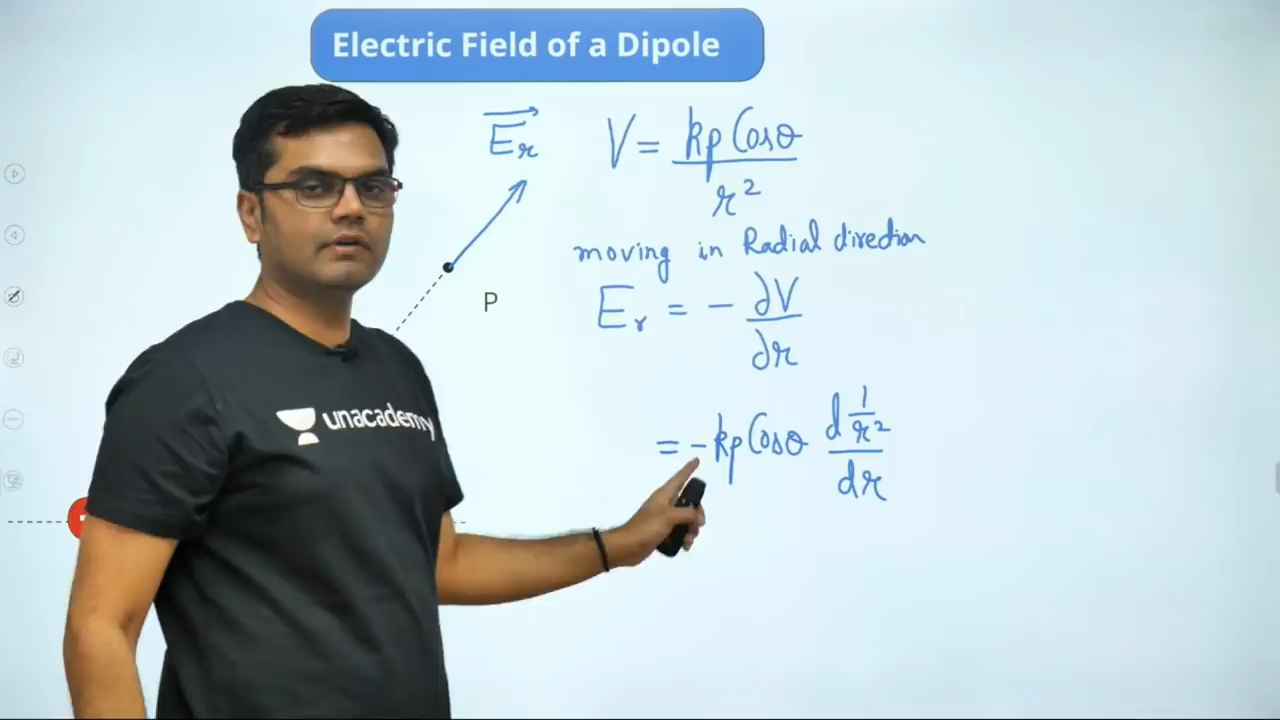 Electric Field of a Dipole
E⃗r
V = kp Cosθ / r²
moving in Radial direction
P
Er = - ∂V / ∂r
= -kp Cosθ d 1/r² / dr
unacademy